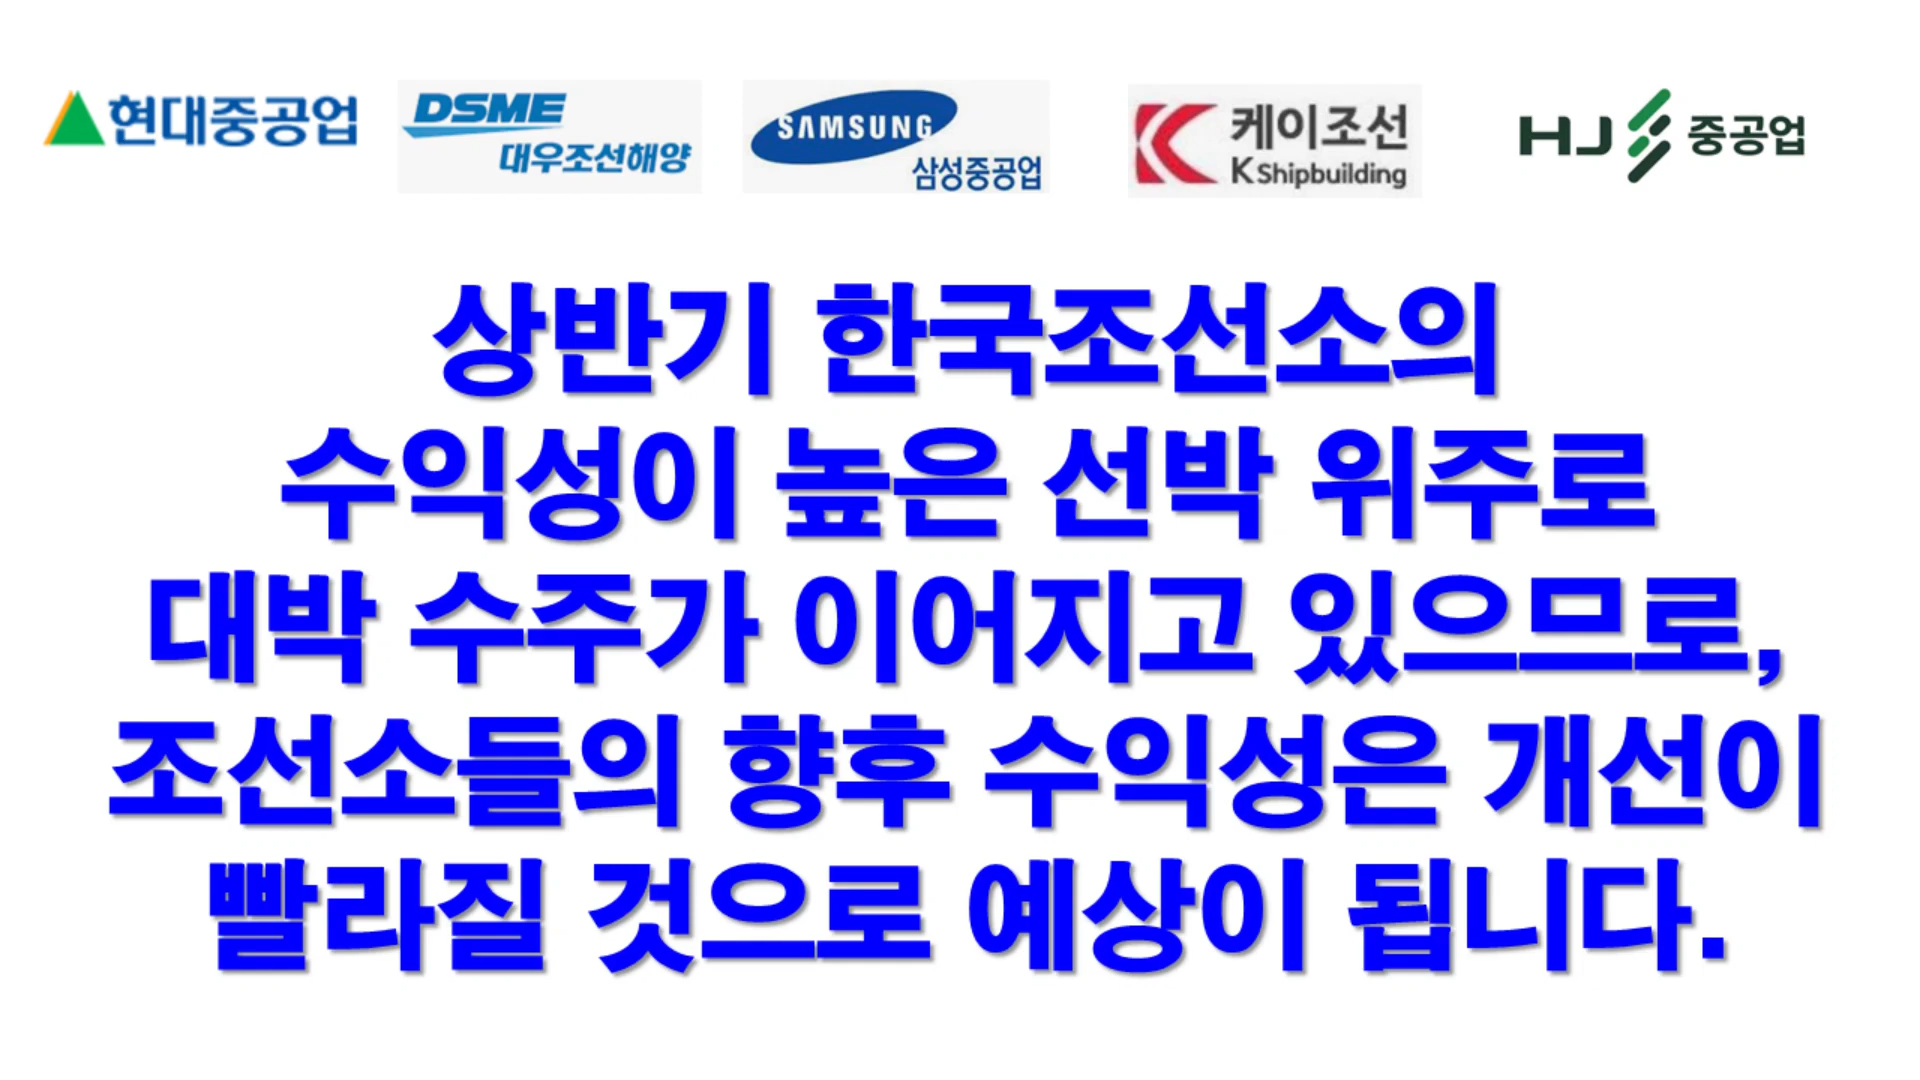 현대중공업
DSME
대우조선해양
SAMSUNG
삼성중공업
케이조선
K Shipbuilding
HJ 중공업
상반기 한국조선소의
수익성이 높은 선박 위주로
대박 수주가 이어지고 있으므로,
조선소들의 향후 수익성은 개선이
빨라질 것으로 예상이 됩니다.